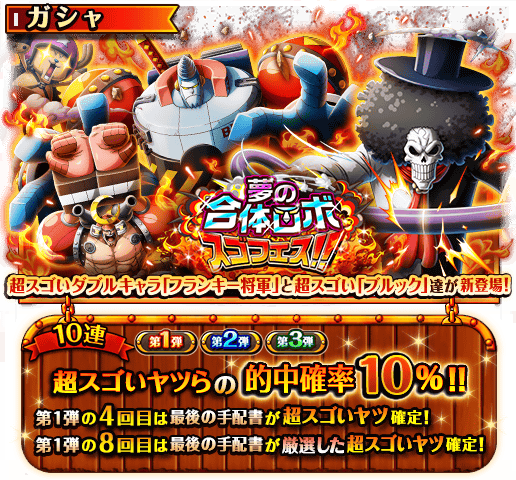 ガシャ
夢の
合体ロボ
スゴフェス!!
超スゴいダブルキャラ「フランキー将軍」と超スゴい「ブルック」達が新登場!
10連
第1弾 第2弾 第3弾
超スゴいヤツらの的中確率10%!!
第1弾の4回目は最後の手配書が超スゴいヤツ確定!
第1弾の8回目は最後の手配書が厳選した超スゴいヤツ確定!